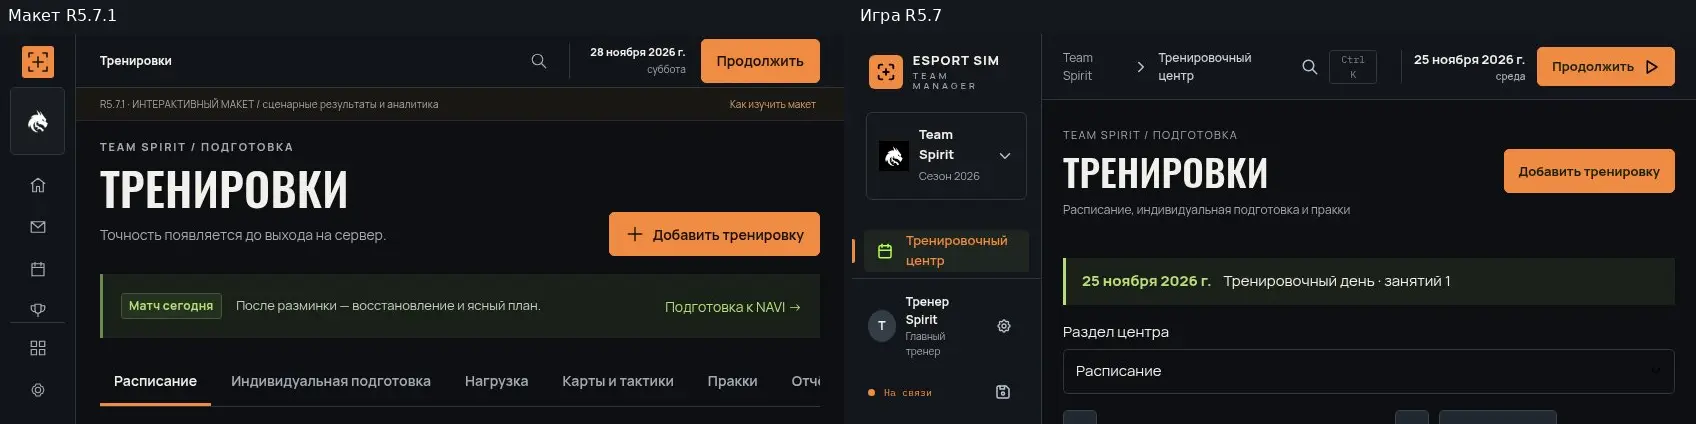 Макет R5.7.1
Тренировки
28 ноября 2026 г.
суббота
Продолжить
R5.7.1 · ИНТЕРАКТИВНЫЙ МАКЕТ / сценарные результаты и аналитика
Как изучить макет
TEAM SPIRIT / ПОДГОТОВКА
ТРЕНИРОВКИ
Точность появляется до выхода на сервер.
Добавить тренировку
Матч сегодня
После разминки — восстановление и ясный план.
Подготовка к NAVI →
Расписание
Индивидуальная подготовка
Нагрузка
Карты и тактики
Пракки
Отчё
Игра R5.7
ESPORT SIM
TEAM
MANAGER
Team
Spirit
Сезон 2026
Тренировочный
центр
Тренер
Spirit
Главный
тренер
Т
На связи
Team
Spirit
Тренировочный
центр
Ctrl
K
25 ноября 2026 г.
среда
Продолжить
TEAM SPIRIT / ПОДГОТОВКА
ТРЕНИРОВКИ
Расписание, индивидуальная подготовка и пракки
Добавить тренировку
25 ноября 2026 г. Тренировочный день · занятий 1
Раздел центра
Расписание